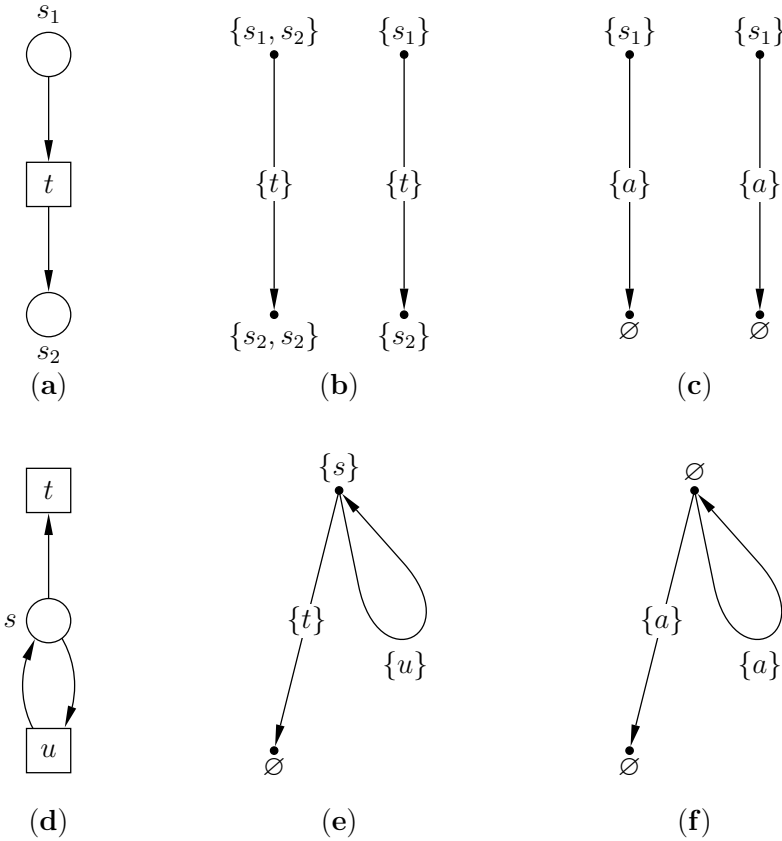 s₁
{s₁, s₂} {s₁} {s₁} {s₁}
t {t} {t} {a} {a}
{s₂, s₂} {s₂} ∅ ∅
s₂
(a) (b) (c)
{s} ∅
t
s {t} {a}
{u} {a}
u
∅ ∅
(d) (e) (f)